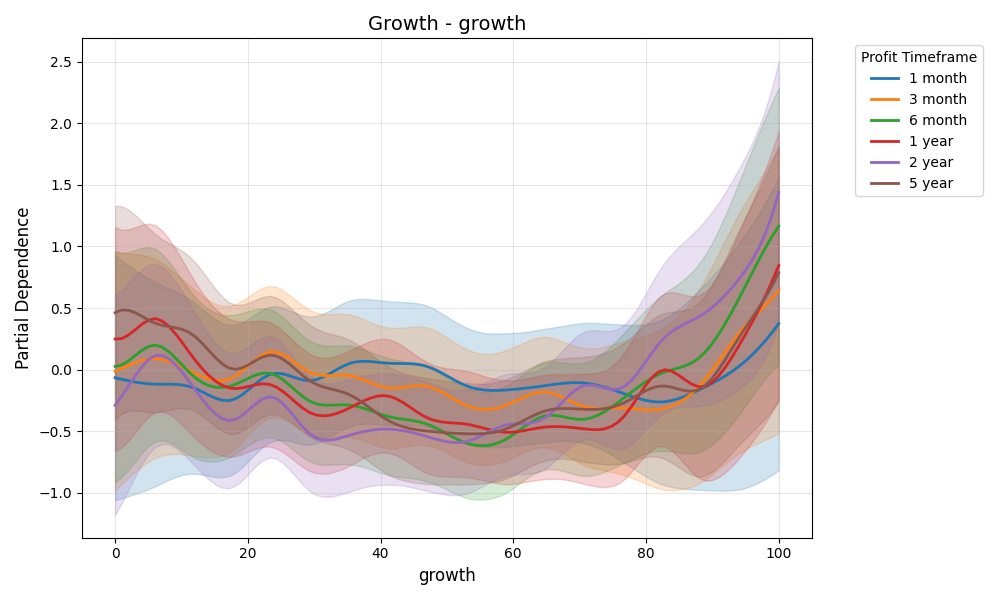 Growth - growth
Partial Dependence
2.5
2.0
1.5
1.0
0.5
0.0
−0.5
−1.0
0
20
40
60
80
100
growth
Profit Timeframe
1 month
3 month
6 month
1 year
2 year
5 year